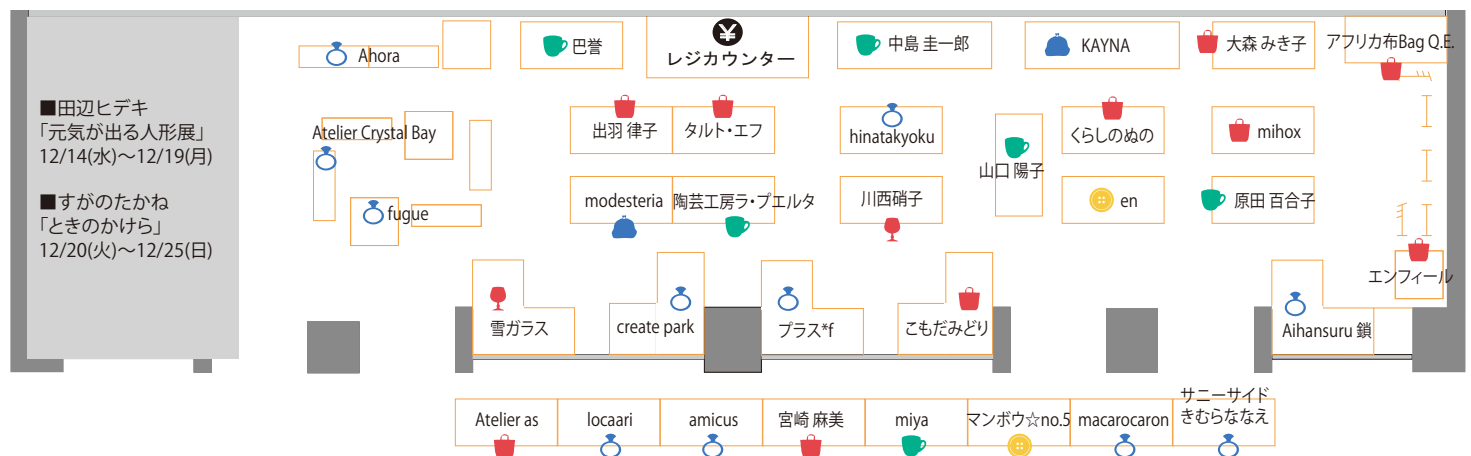 Ahora
巴誉
¥
レジカウンター
中島 圭一郎
KAYNA
大森 みき子
アフリカ布Bag Q.E.
■田辺ヒデキ
「元気が出る人形展」
12/14(水)〜12/19(月)
■すがのたかね
「ときのかけら」
12/20(火)〜12/25(日)
Atelier Crystal Bay
出羽 律子
タルト・エフ
hinatakyoku
山口 陽子
くらしのぬの
mihox
fugue
modesteria
陶芸工房ラ・プエルタ
川西硝子
en
原田 百合子
エンフィール
雪ガラス
create park
プラス*f
こもだみどり
Aihansuru 鎖
Atelier as
locaari
amicus
宮崎 麻美
miya
マンボウ☆no.5
macarocaron
サニーサイド
きむらななえ